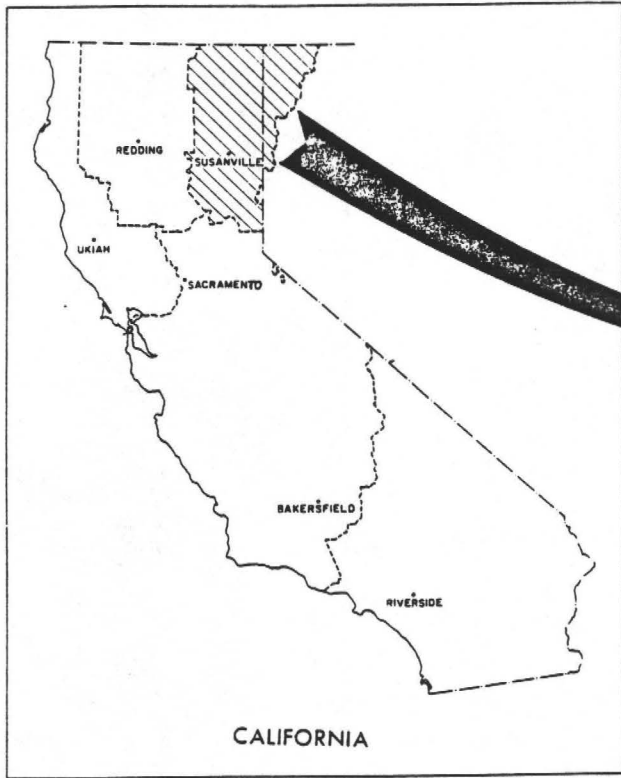 REDDING
SUSANVILLE
UKIAH
SACRAMENTO
BAKERSFIELD
RIVERSIDE
CALIFORNIA